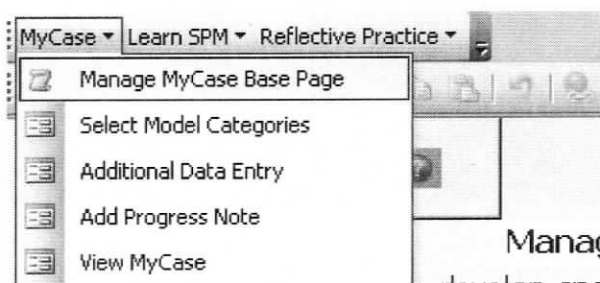 MyCase Learn SPM Reflective Practice
Manage MyCase Base Page
Select Model Categories
Additional Data Entry
Add Progress Note
View MyCase